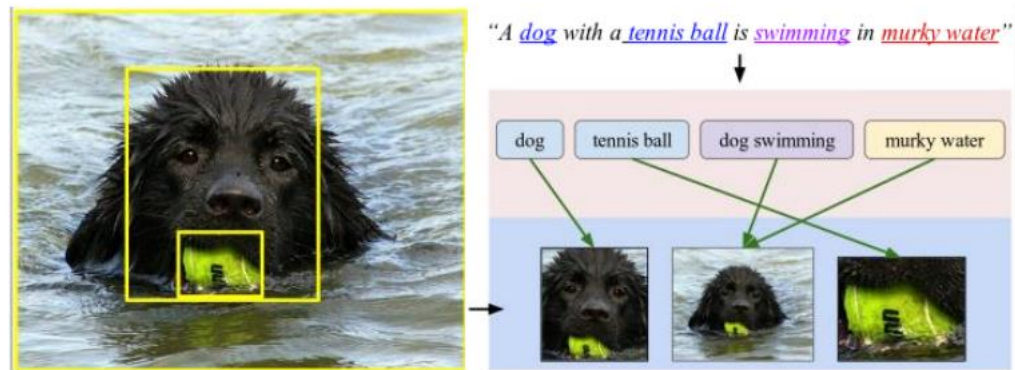 “A dog with a tennis ball is swimming in murky water”
dog
tennis ball
dog swimming
murky water